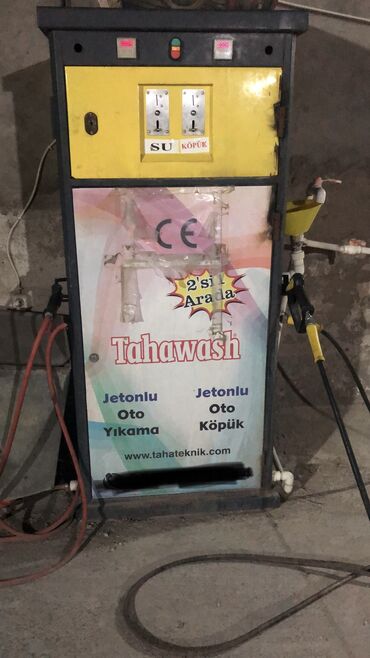 SU KÖPÜK
CE
2'si 1
Arada
Tahawash
Jetonlu
Oto
Yıkama
Jetonlu
Oto
Köpük
www.tahateknik.com